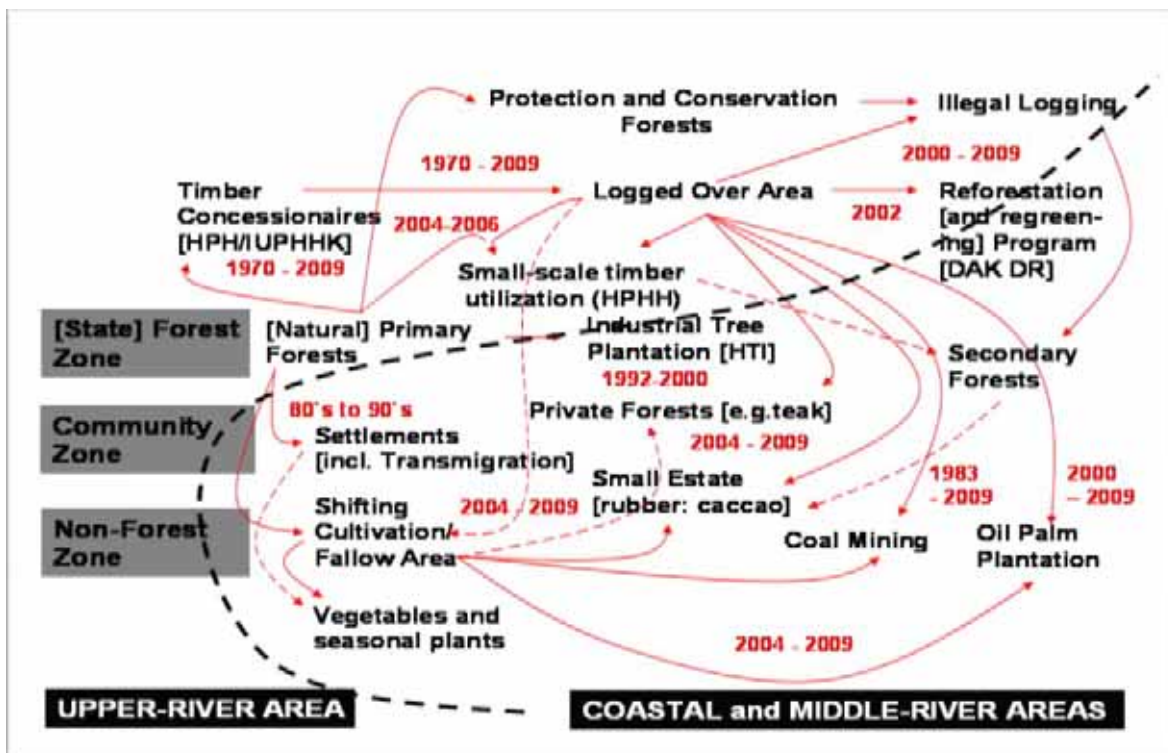 Protection and Conservation
Forests
Illegal Logging
1970 - 2009
2000 - 2009
Timber
Concessionaires
[HPH/IUPHHK]
Logged Over Area
2002
Reforestation
[and regreen-
ing] Program
[DAK DR]
2004-2006
1970 - 2009
Small-scale timber
utilization (HPHH)
[State] Forest
Zone
[Natural] Primary
Forests
Industrial Tree
Plantation [HTI]
1992-2000
Secondary
Forests
80's to 90's
Private Forests [e.g.teak]
2004 - 2009
Community
Zone
Settlements
[incl. Transmigration]
Small Estate
[rubber: caccao]
1983
- 2009
2000
- 2009
Non-Forest
Zone
Shifting
Cultivation/
Fallow Area
2004 - 2009
Coal Mining
Oil Palm
Plantation
Vegetables and
seasonal plants
2004 - 2009
UPPER-RIVER AREA
COASTAL and MIDDLE-RIVER AREAS